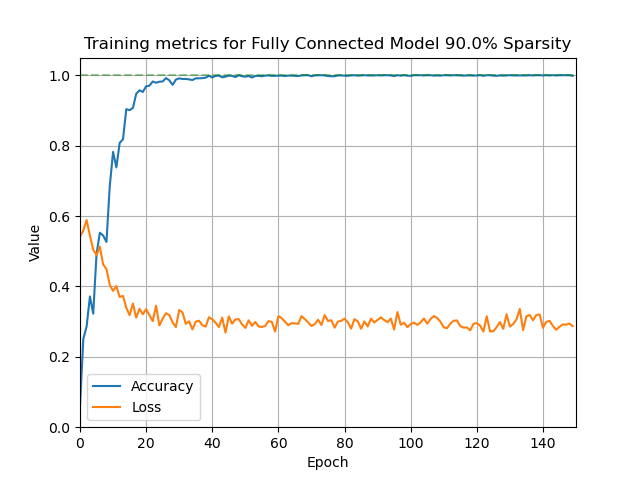 Training metrics for Fully Connected Model 90.0% Sparsity
1.0
0.8
0.6
0.4
0.2
0.0
Value
Accuracy
Loss
0 20 40 60 80 100 120 140
Epoch